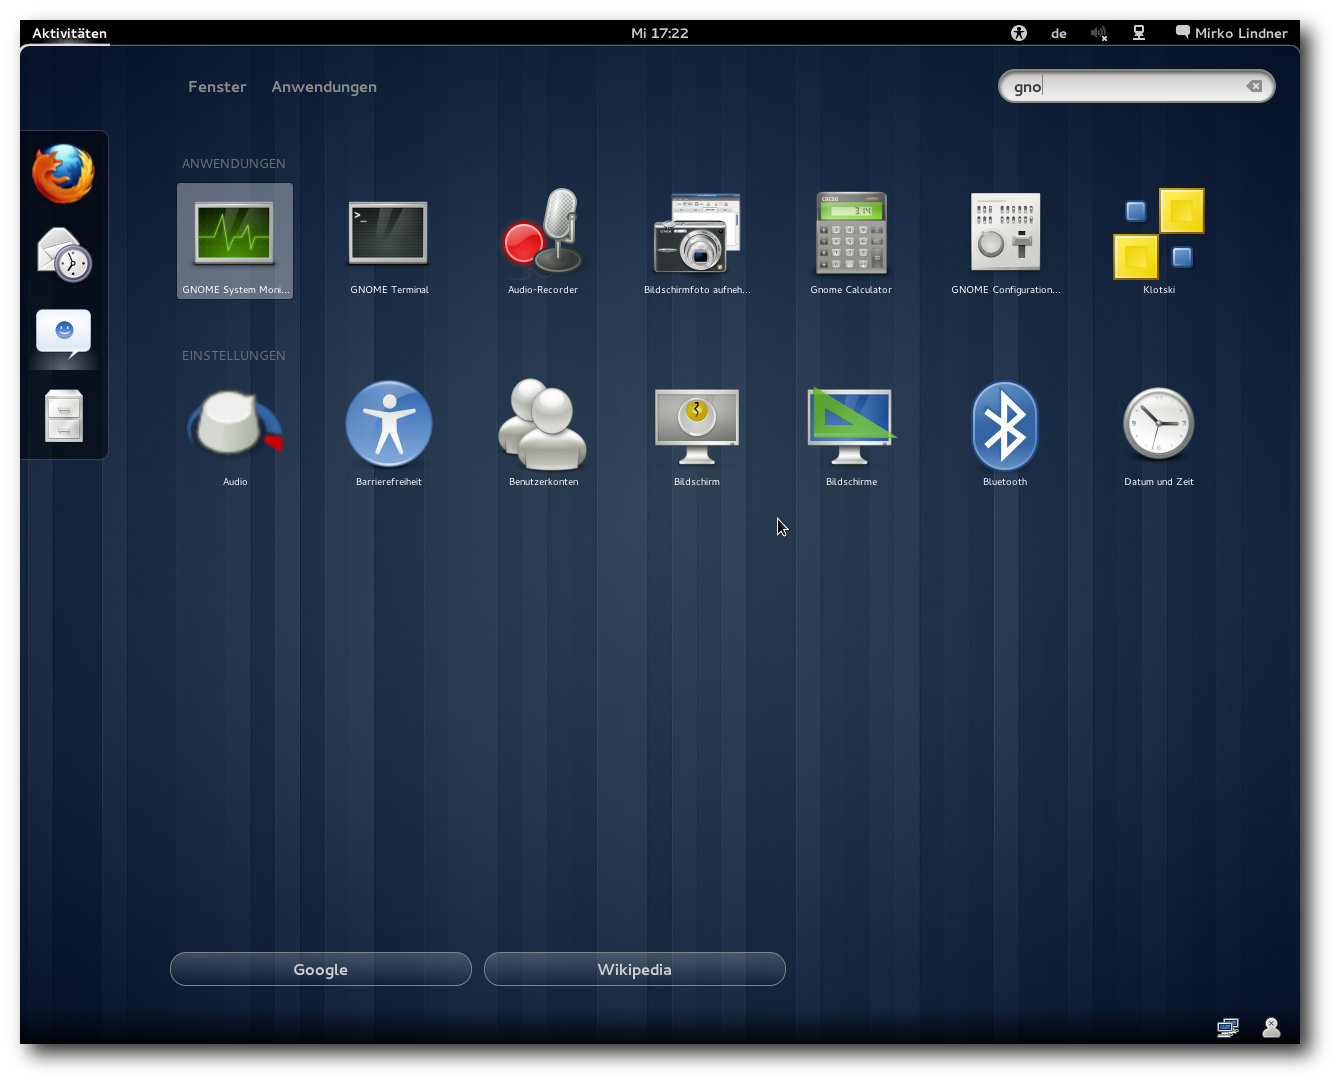 Aktivitäten
Mi 17:22
de
Mirko Lindner
Fenster Anwendungen
gno
ANWENDUNGEN
GNOME System Moni...
GNOME Terminal
Audio-Recorder
Bildschirmfoto aufneh...
Gnome Calculator
GNOME Configuration...
Klotski
EINSTELLUNGEN
Audio
Barrierefreiheit
Benutzerkonten
Bildschirm
Bildschirme
Bluetooth
Datum und Zeit
Google
Wikipedia